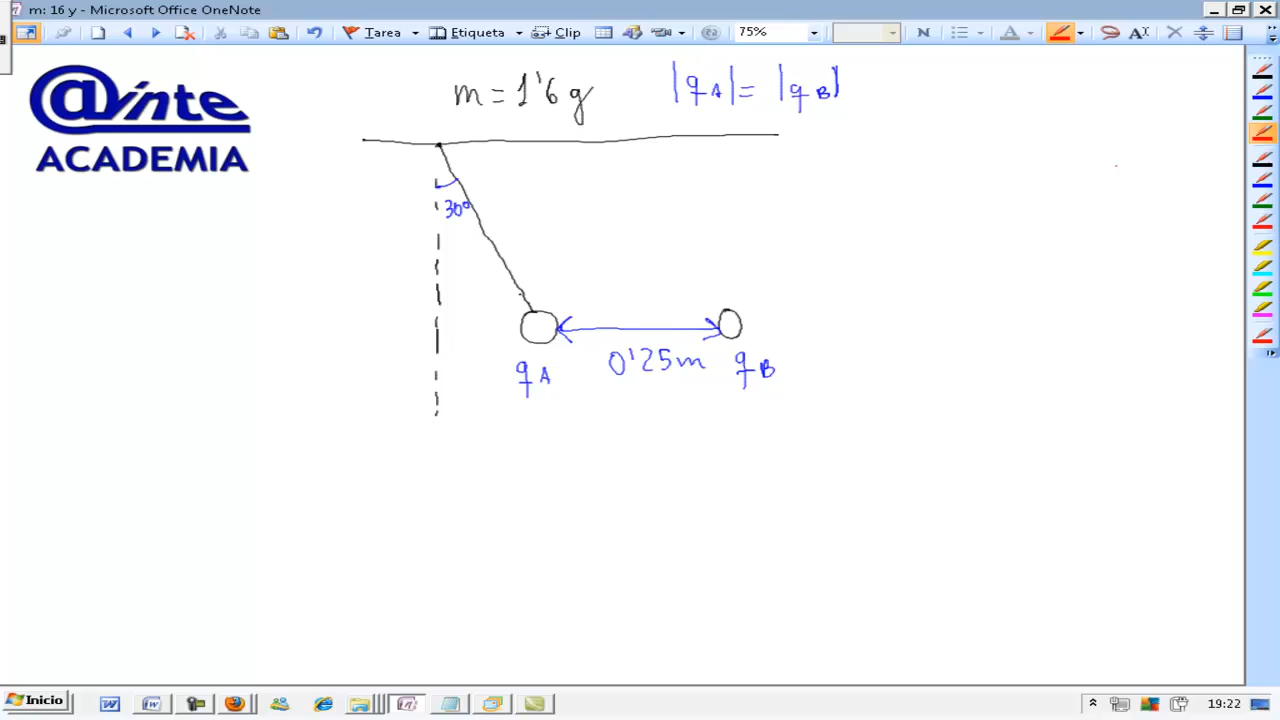 m: 16 y - Microsoft Office OneNote
Tarea Etiqueta Clip 75% N A
@inte
ACADEMIA
m = 1'6 g |qA| = |qB|
30º
0'25m
qA qB
Inicio 19:22